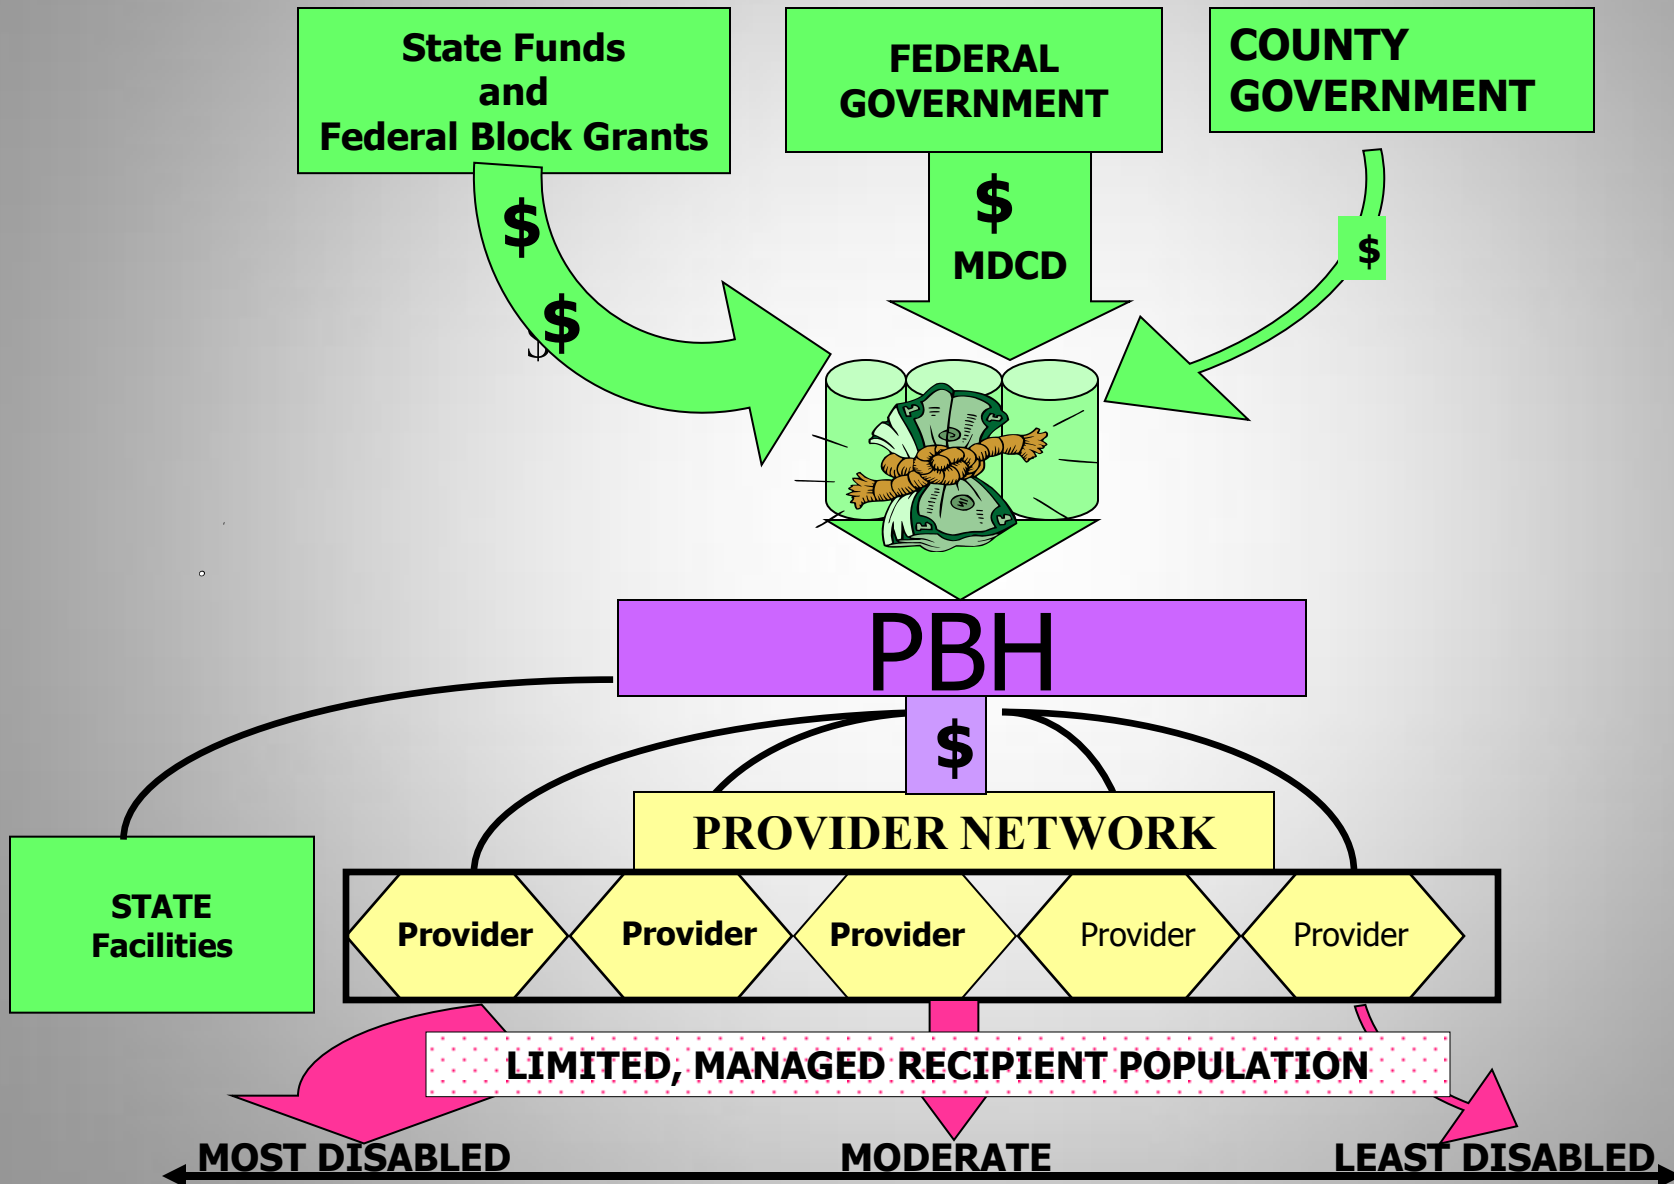 State Funds
and
Federal Block Grants
FEDERAL
GOVERNMENT
COUNTY
GOVERNMENT
$
$
$
$
MDCD
$
PBH
$
PROVIDER NETWORK
STATE
Facilities
Provider
Provider
Provider
Provider
Provider
LIMITED, MANAGED RECIPIENT POPULATION
MOST DISABLED
MODERATE
LEAST DISABLED